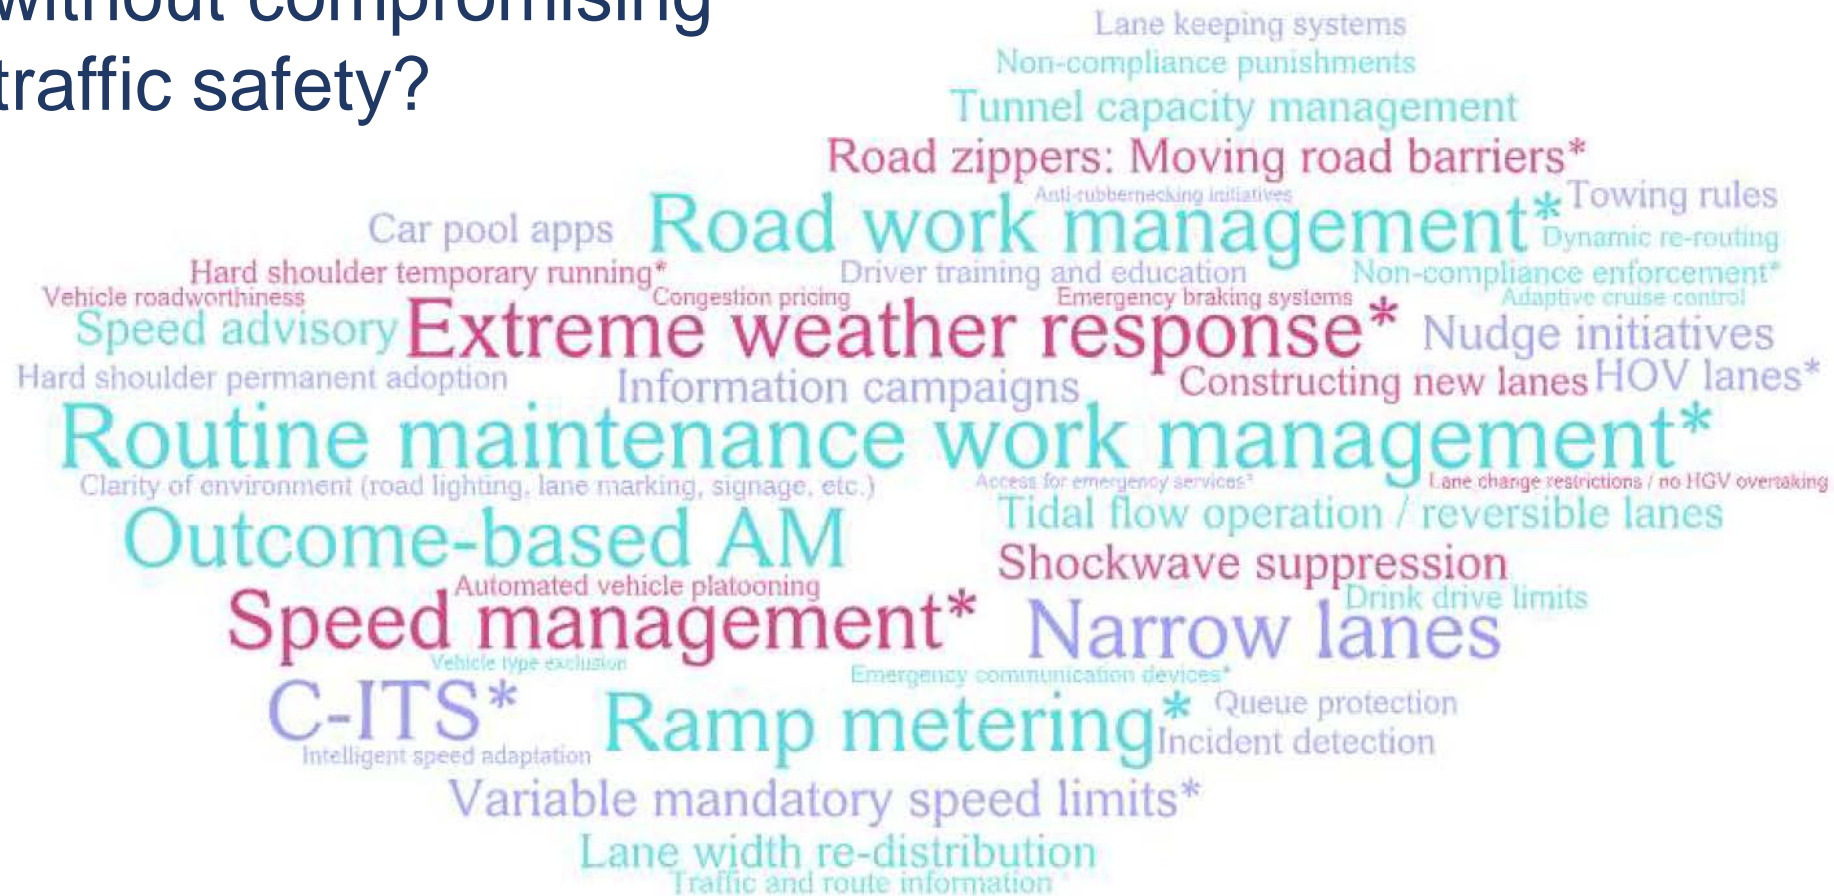 without compromising
traffic safety?
Lane keeping systems
Non-compliance punishments
Tunnel capacity management
Road zippers: Moving road barriers*
Anti-rubbernecking initiatives
Towing rules
Car pool apps
Road work management*
Dynamic re-routing
Hard shoulder temporary running*
Driver training and education
Non-compliance enforcement*
Vehicle roadworthiness
Congestion pricing
Emergency braking systems
Adaptive cruise control
Speed advisory
Extreme weather response*
Nudge initiatives
Hard shoulder permanent adoption
Information campaigns
Constructing new lanes
HOV lanes*
Routine maintenance work management*
Clarity of environment (road lighting, lane marking, signage, etc.)
Access for emergency services*
Lane change restrictions / no HGV overtaking
Outcome-based AM
Tidal flow operation / reversible lanes
Shockwave suppression
Automated vehicle platooning
Drink drive limits
Speed management*
Narrow lanes
Vehicle type exclusion
Emergency communication devices*
C-ITS*
Ramp metering*
Queue protection
Intelligent speed adaptation
Incident detection
Variable mandatory speed limits*
Lane width re-distribution
Traffic and route information